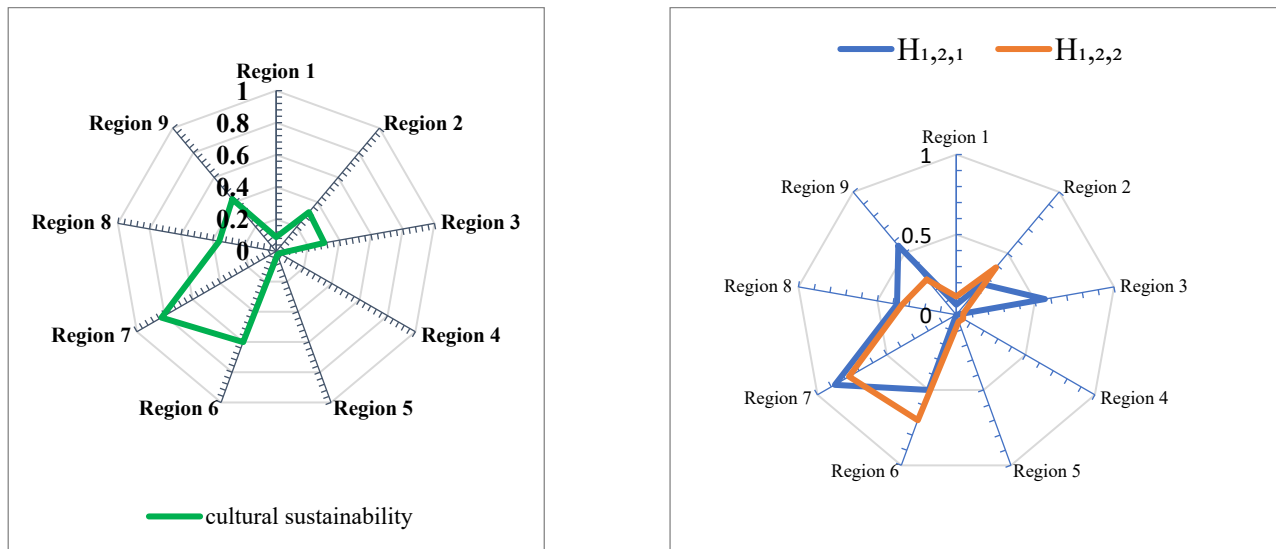 Region 1
1
Region 9
Region 2
0.8
0.6
0.4
Region 8
Region 3
0.2
0
Region 7
Region 4
Region 6
Region 5
cultural sustainability
H₁,₂,₁ H₁,₂,₂
Region 1
1
Region 9
Region 2
0.5
Region 8
Region 3
0
Region 7
Region 4
Region 6
Region 5